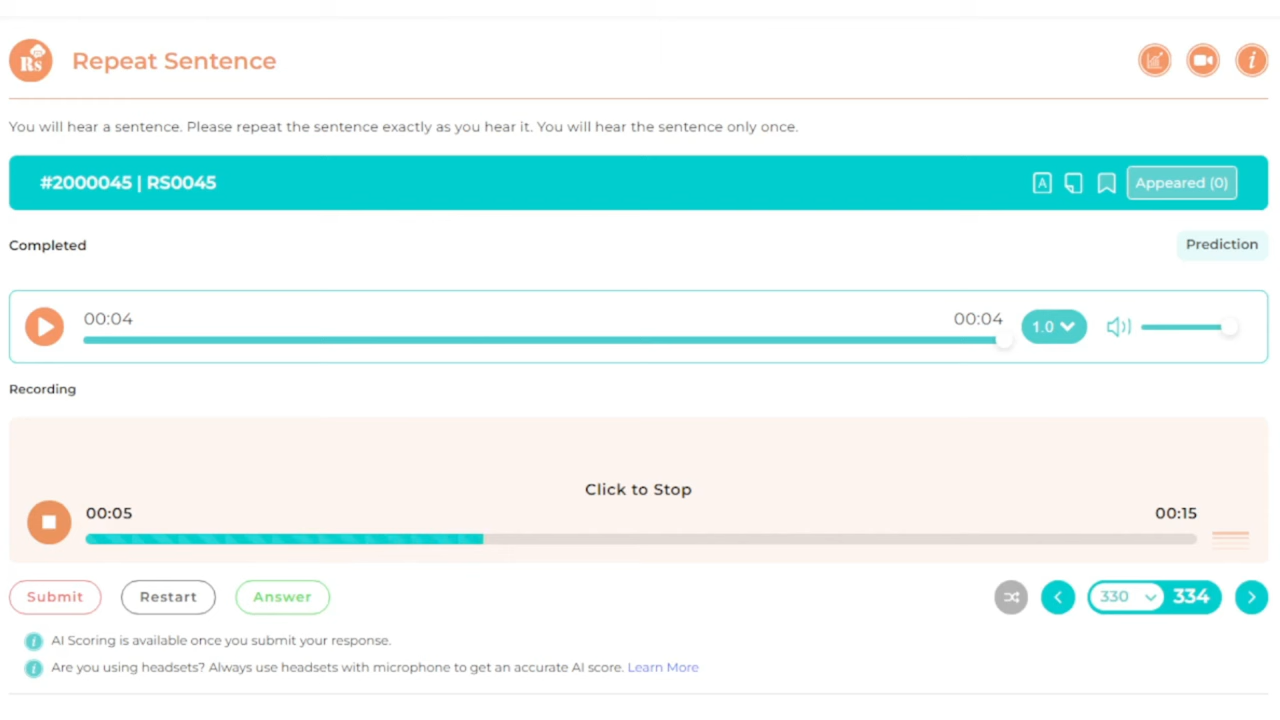 Rs
Repeat Sentence
i
You will hear a sentence. Please repeat the sentence exactly as you hear it. You will hear the sentence only once.
#2000045 | RS0045
A
Appeared (0)
Completed
Prediction
00:04
00:04
1.0
Recording
Click to Stop
00:05
00:15
Submit
Restart
Answer
330
334
i AI Scoring is available once you submit your response.
i Are you using headsets? Always use headsets with microphone to get an accurate AI score. Learn More